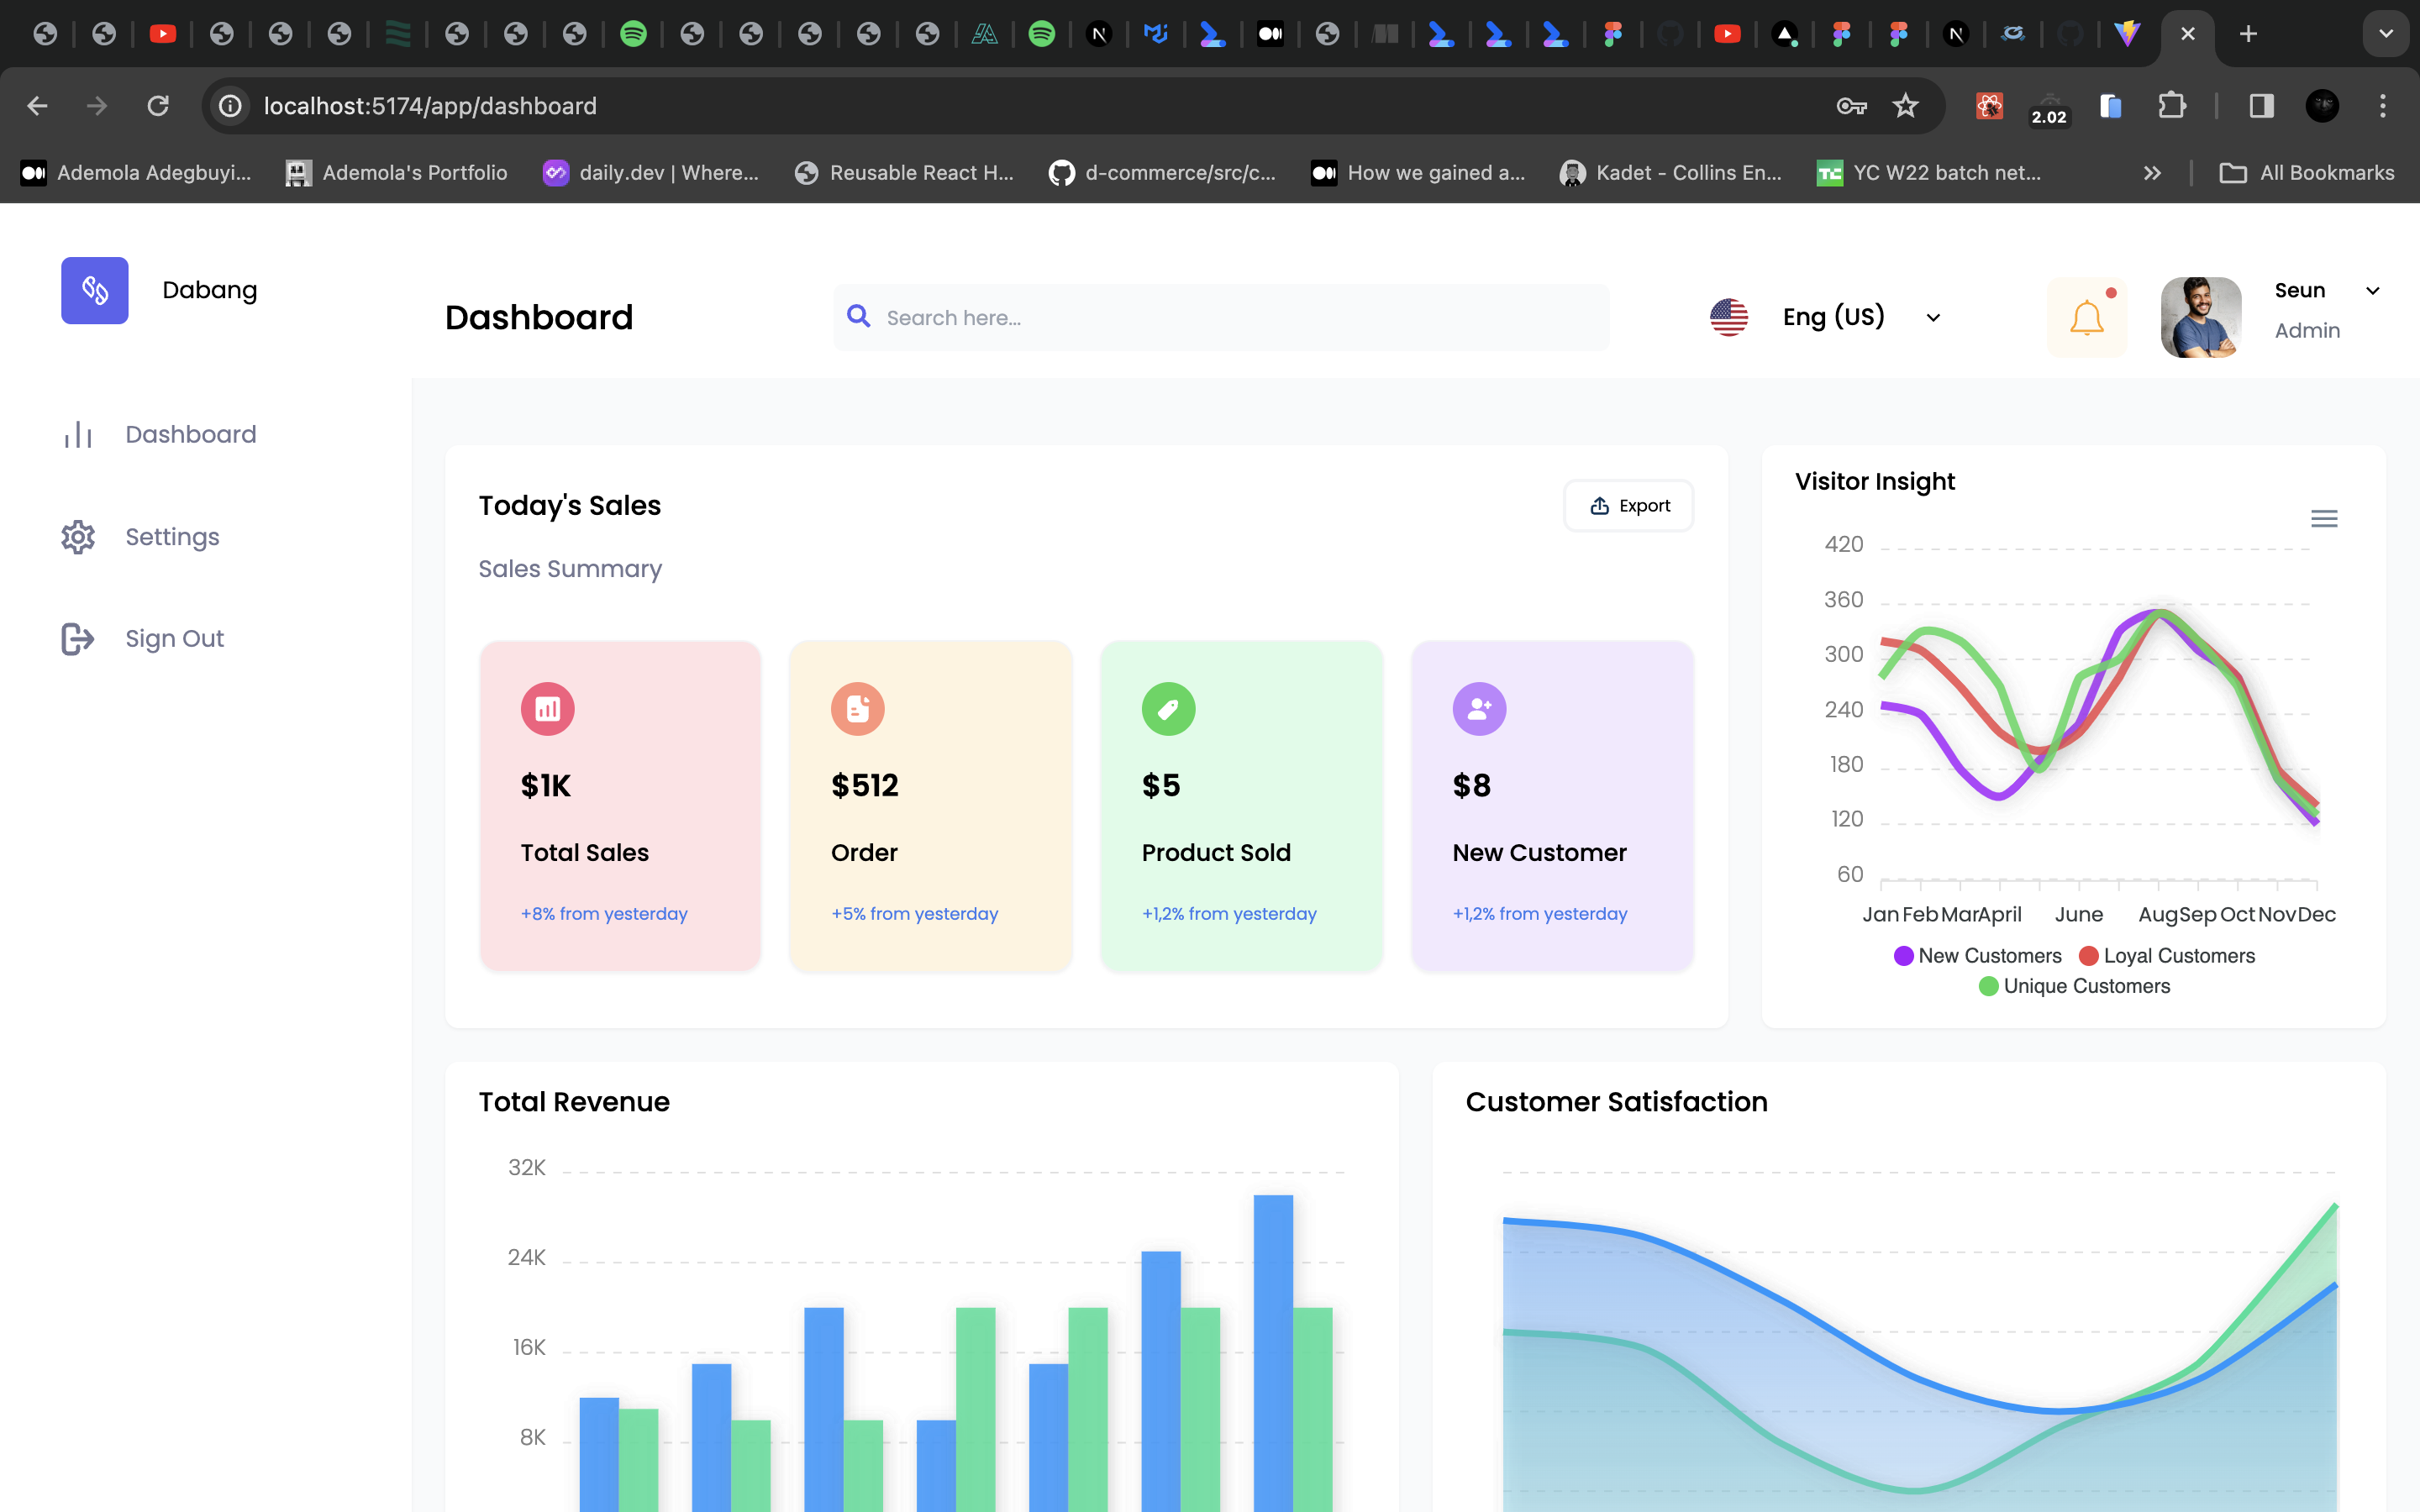 localhost:5174/app/dashboard
2.02
Ademola Adegbuyi...
Ademola's Portfolio
daily.dev | Where...
Reusable React H...
d-commerce/src/c...
How we gained a...
Kadet - Collins En...
YC W22 batch net...
All Bookmarks
Dabang
Dashboard
Search here...
Eng (US)
Seun
Admin
Dashboard
Settings
Sign Out
Today's Sales
Export
Sales Summary
$1K
Total Sales
+8% from yesterday
$512
Order
+5% from yesterday
$5
Product Sold
+1,2% from yesterday
$8
New Customer
+1,2% from yesterday
Visitor Insight
420
360
300
240
180
120
60
Jan Feb Mar April June Aug Sep Oct Nov Dec
New Customers Loyal Customers
Unique Customers
Total Revenue
32K
24K
16K
8K
Customer Satisfaction